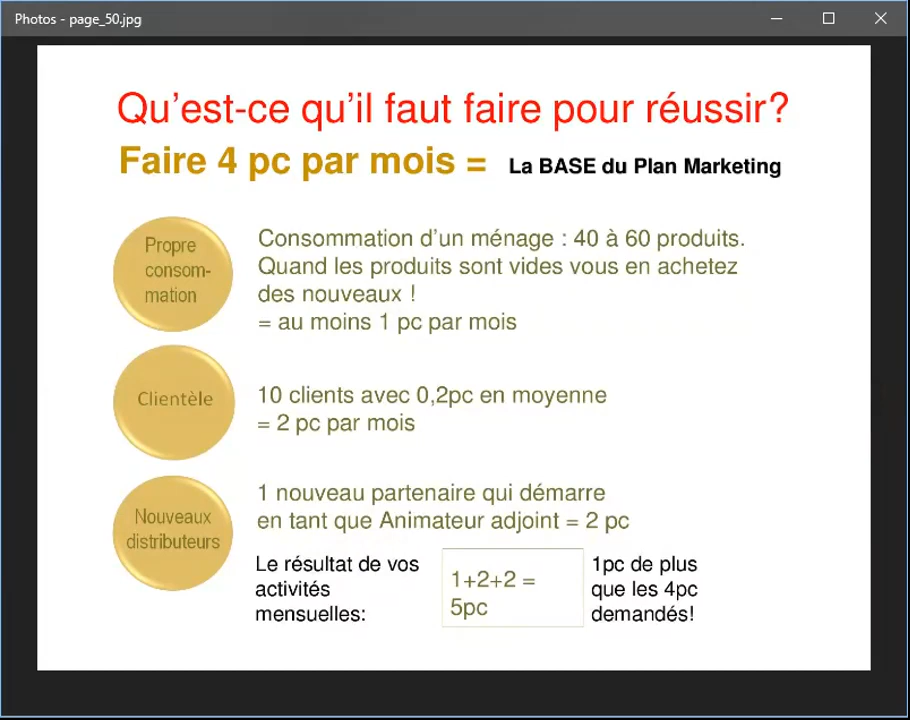 Photos - page_50.jpg
Qu'est-ce qu'il faut faire pour réussir?
Faire 4 pc par mois = La BASE du Plan Marketing
Propre
consom-
mation
Consommation d'un ménage : 40 à 60 produits.
Quand les produits sont vides vous en achetez
des nouveaux !
= au moins 1 pc par mois
Clientèle
10 clients avec 0,2pc en moyenne
= 2 pc par mois
Nouveaux
distributeurs
1 nouveau partenaire qui démarre
en tant que Animateur adjoint = 2 pc
Le résultat de vos
activités
mensuelles:
1+2+2 =
5pc
1pc de plus
que les 4pc
demandés!